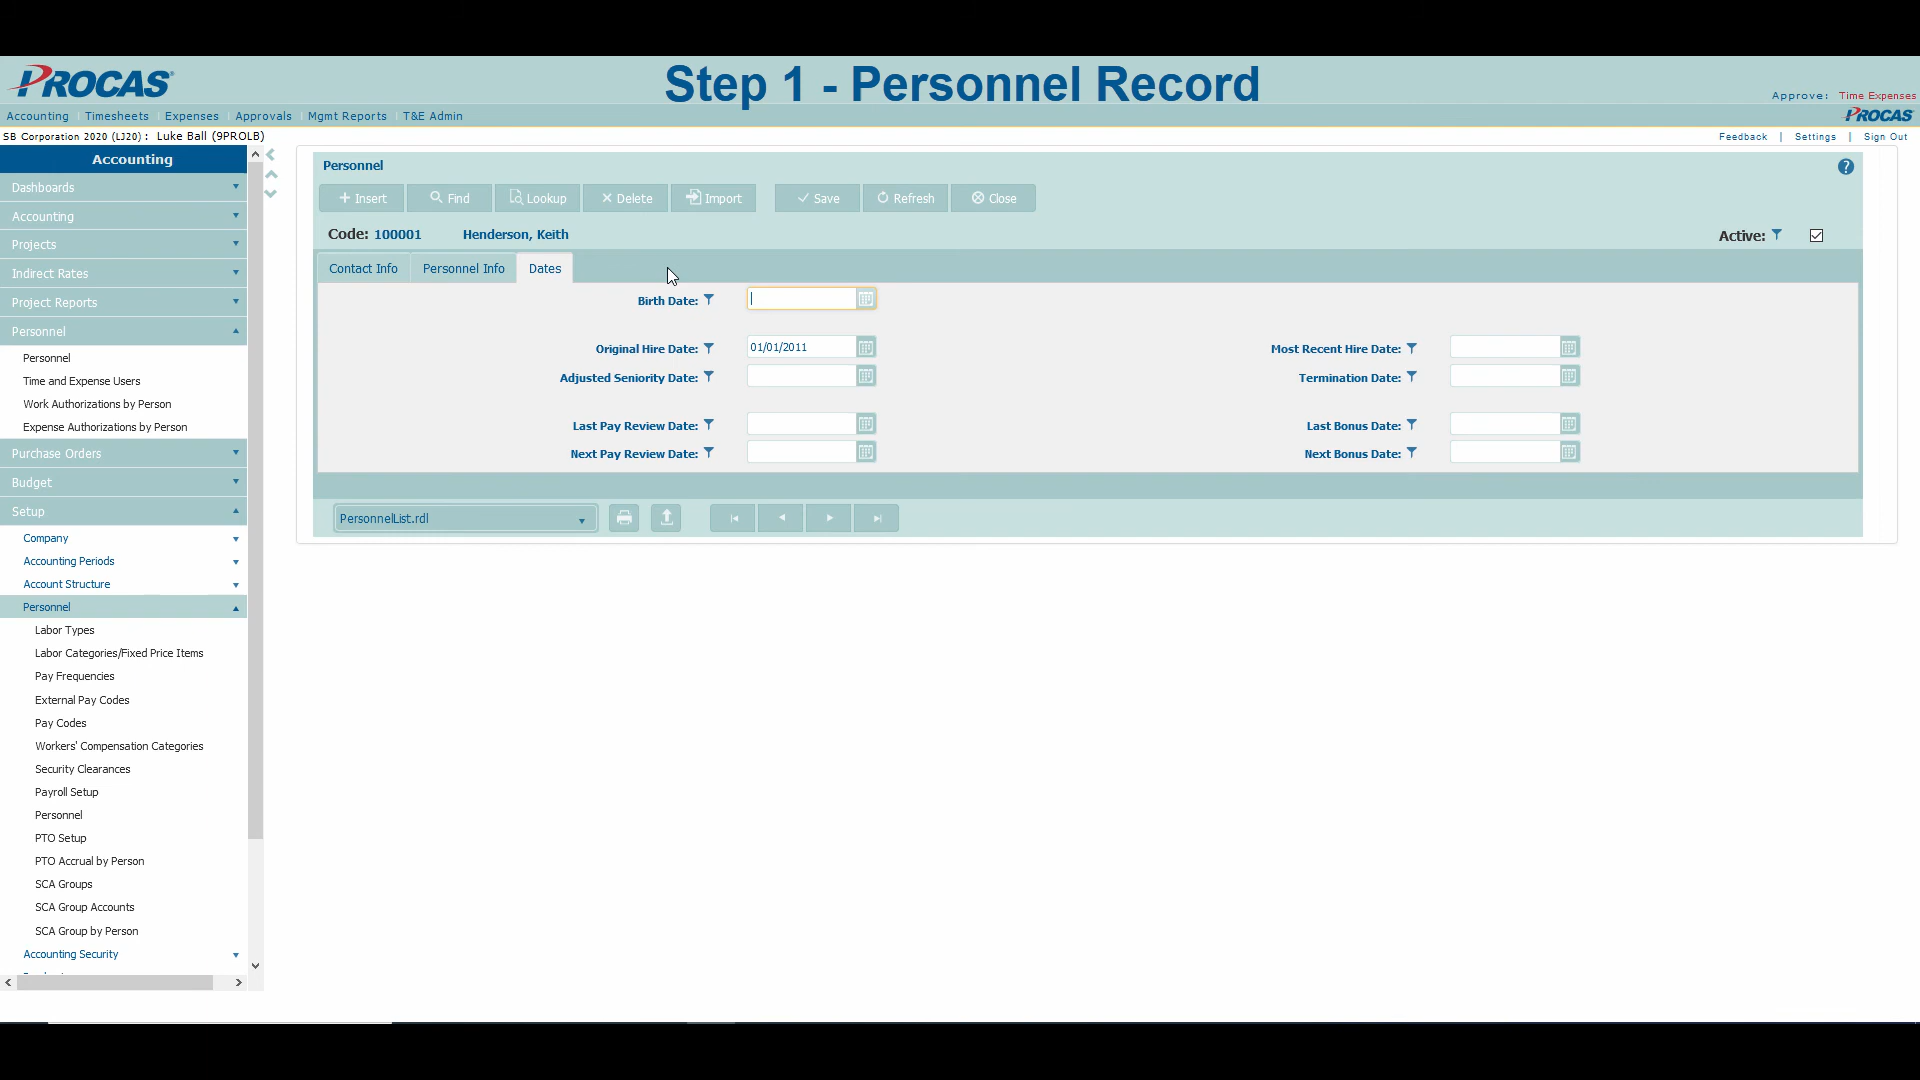 PROCAS
Step 1 - Personnel Record
Approve: Time Expenses
Accounting Timesheets Expenses Approvals Mgmt Reports T&E Admin
PROCAS
SB Corporation 2020 (LJ20) : Luke Ball (9PROLB)
Feedback | Settings | Sign Out
Accounting
Dashboards
Accounting
Projects
Indirect Rates
Project Reports
Personnel
Personnel
Time and Expense Users
Work Authorizations by Person
Expense Authorizations by Person
Purchase Orders
Budget
Setup
Company
Accounting Periods
Account Structure
Personnel
Labor Types
Labor Categories/Fixed Price Items
Pay Frequencies
External Pay Codes
Pay Codes
Workers' Compensation Categories
Security Clearances
Payroll Setup
Personnel
PTO Setup
PTO Accrual by Person
SCA Groups
SCA Group Accounts
SCA Group by Person
Accounting Security
Personnel
Insert Find Lookup Delete Import Save Refresh Close
Code: 100001 Henderson, Keith
Active:
Contact Info Personnel Info Dates
Birth Date:
Original Hire Date: 01/01/2011 Most Recent Hire Date:
Adjusted Seniority Date: Termination Date:
Last Pay Review Date: Last Bonus Date:
Next Pay Review Date: Next Bonus Date:
PersonnelList.rdl